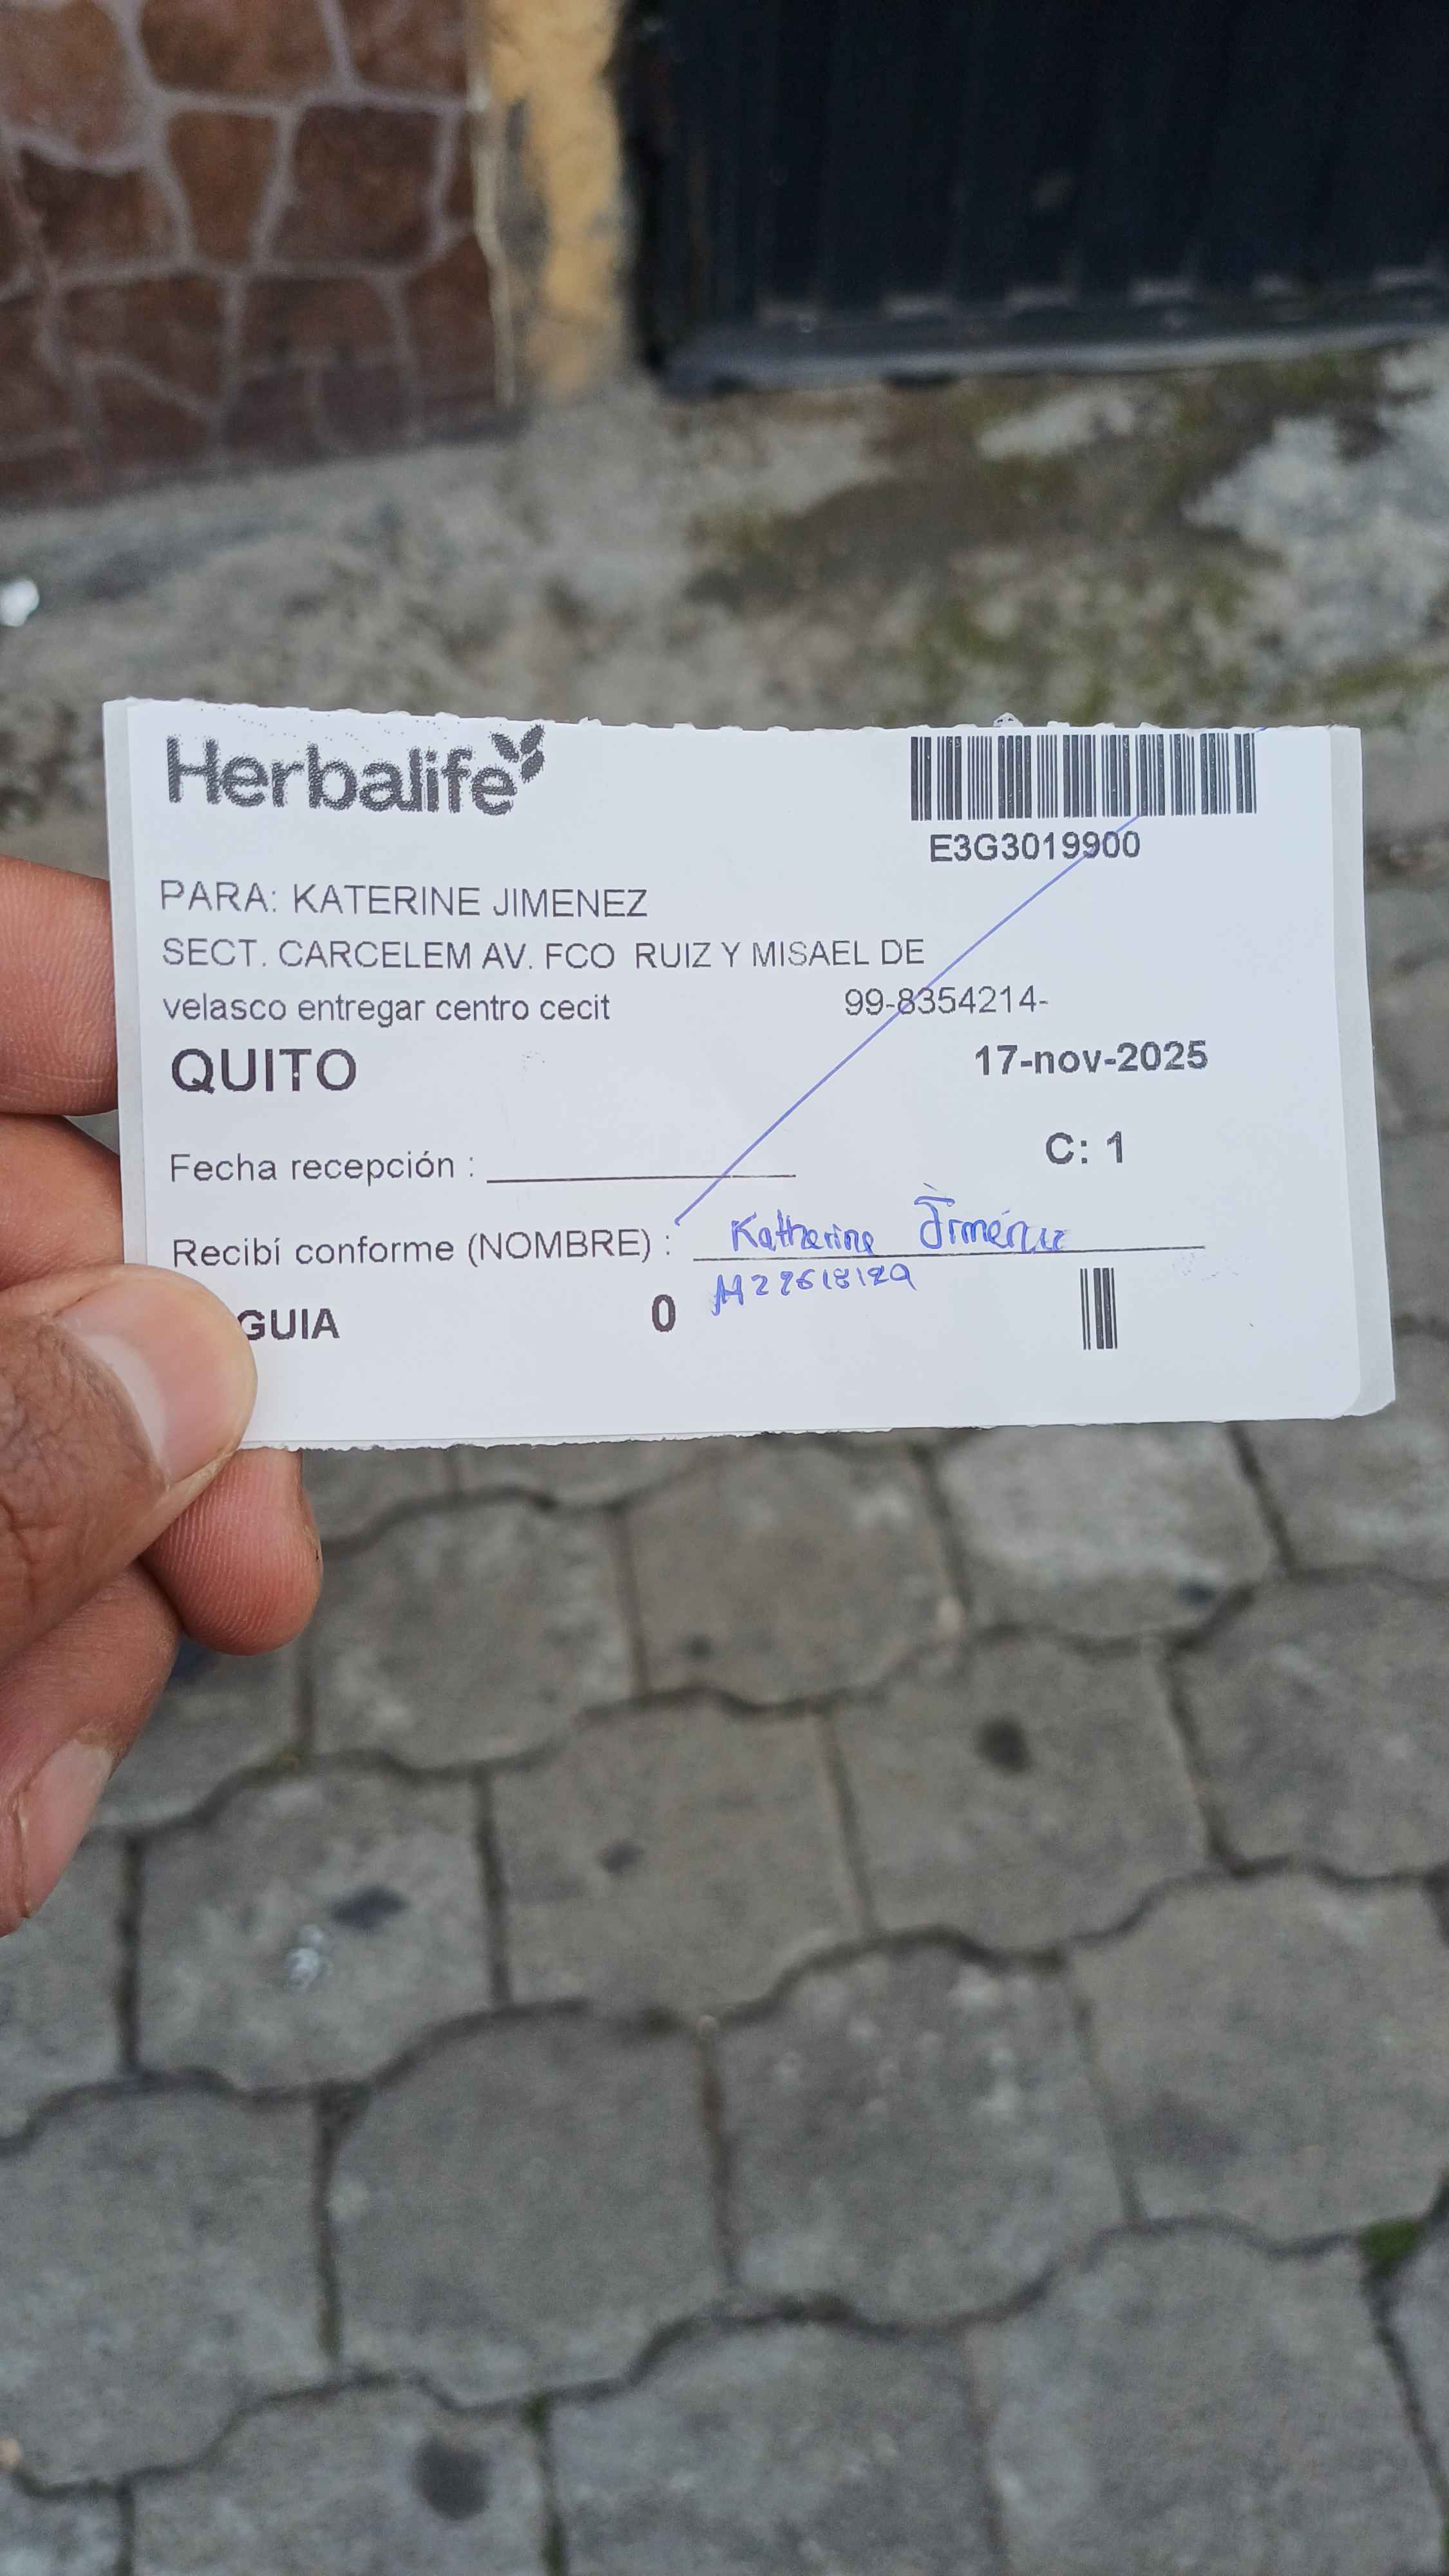 Herbalife
E3G3019900
PARA: KATERINE JIMENEZ
SECT. CARCELEM AV. FCO RUIZ Y MISAEL DE
velasco entregar centro cecit 99-8354214-
QUITO 17-nov-2025
Fecha recepción : C: 1
Recibí conforme (NOMBRE) : Katherine Jiménez
GUIA 0